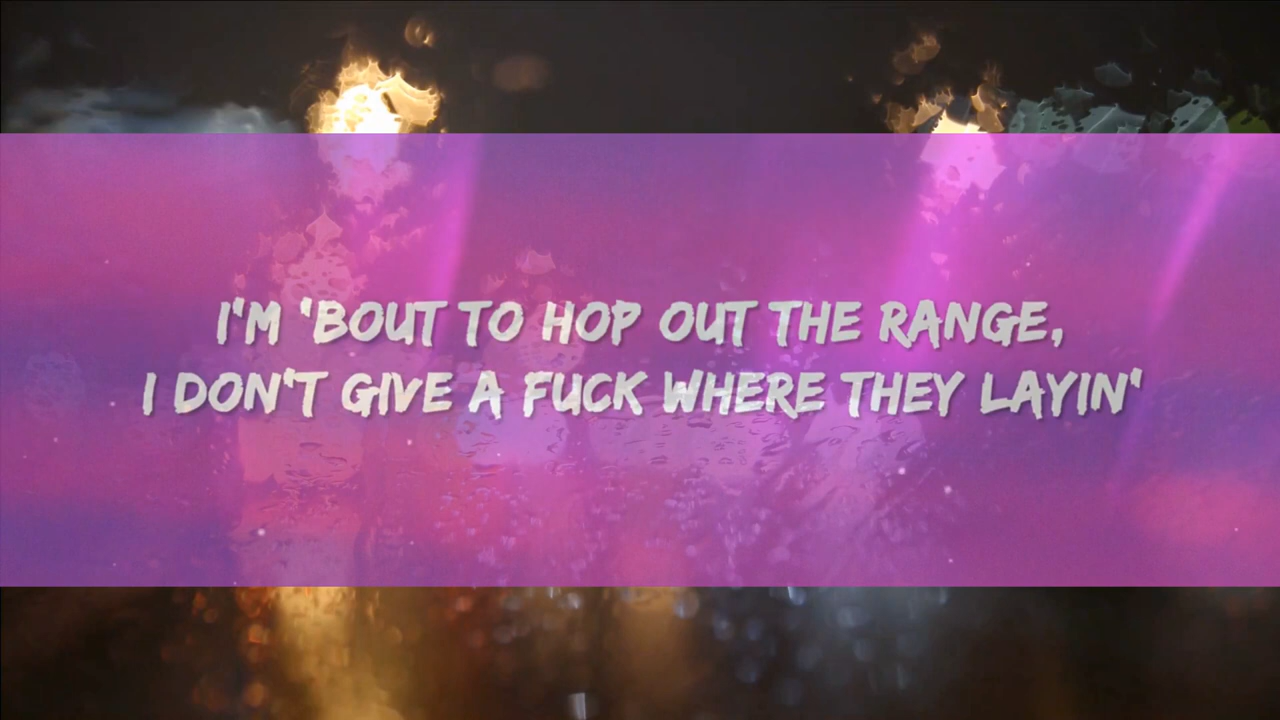 I'M 'BOUT TO HOP OUT THE RANGE,
I DON'T GIVE A FUCK WHERE THEY LAYIN'